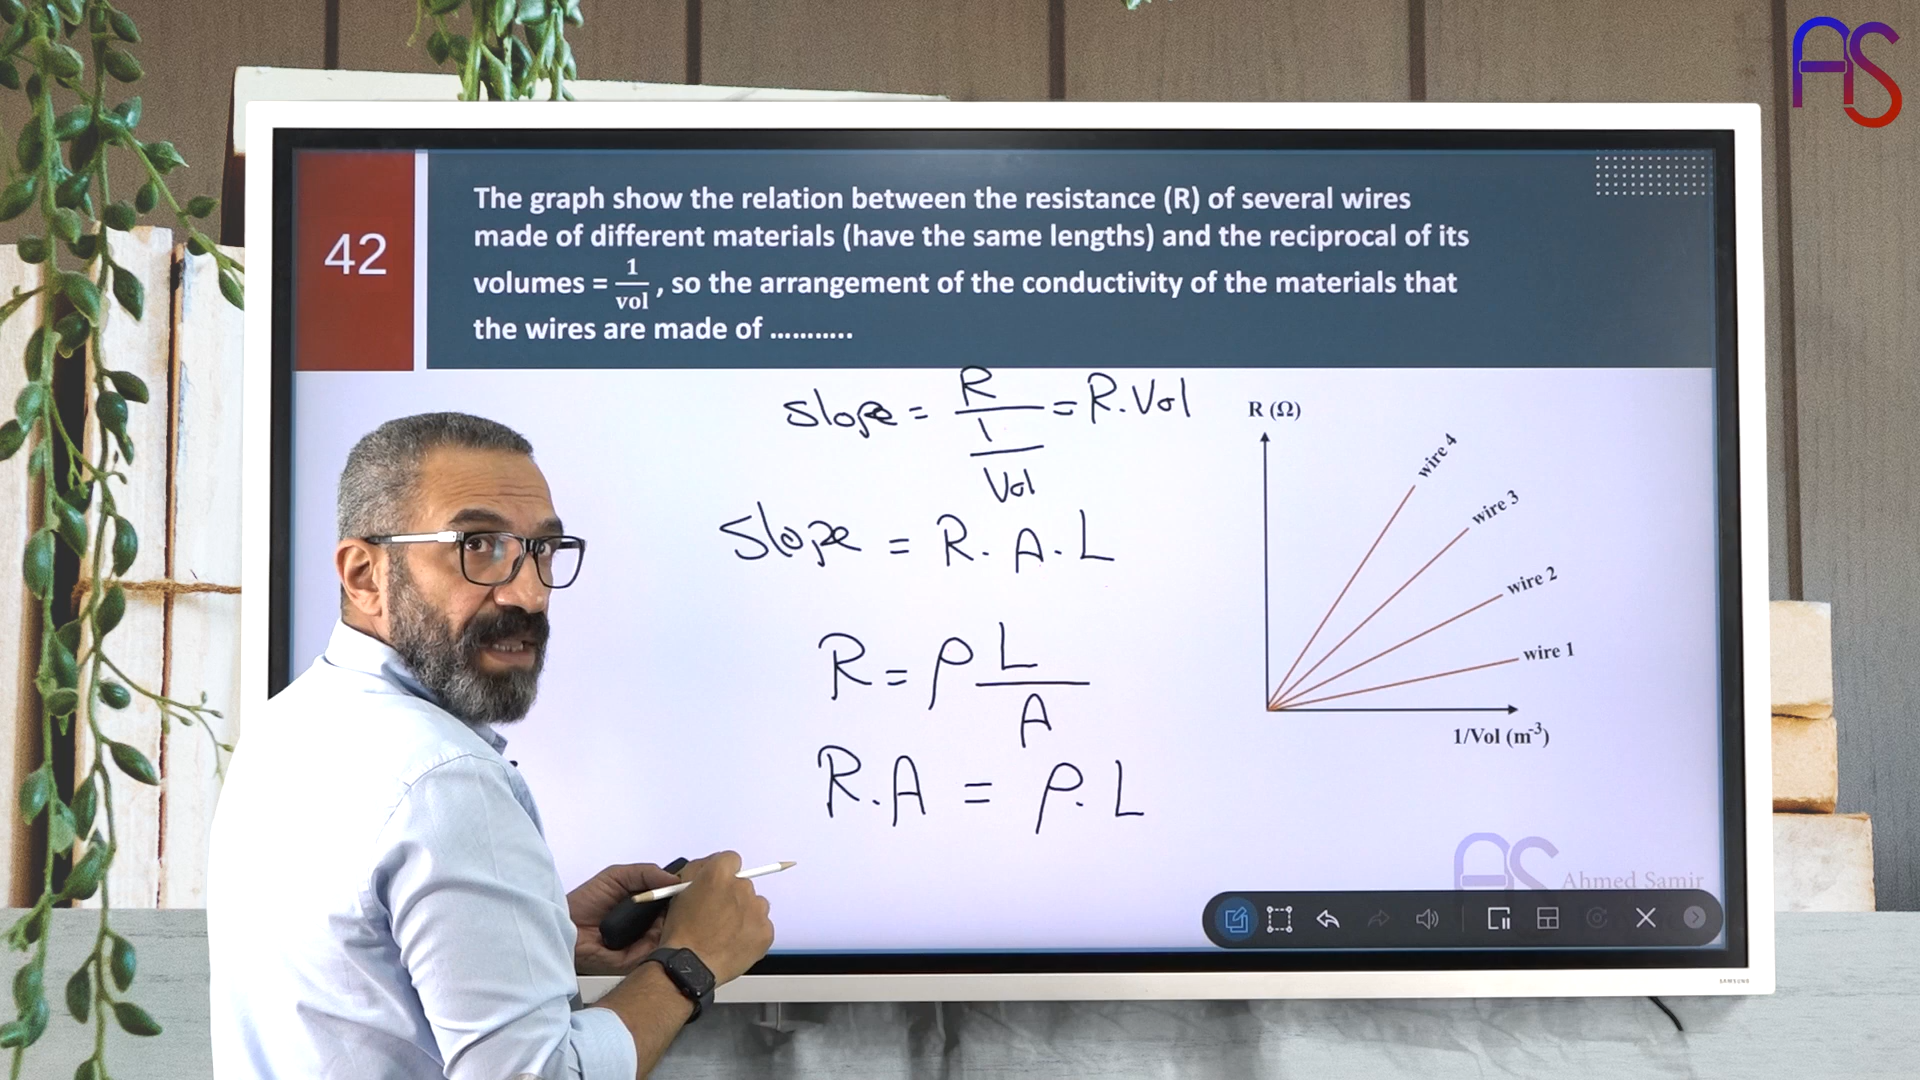 AS
42
The graph show the relation between the resistance (R) of several wires
made of different materials (have the same lengths) and the reciprocal of its
volumes = 1/vol , so the arrangement of the conductivity of the materials that
the wires are made of ...........
slope = R / (1/Vol) = R.Vol
Slope = R. A. L
R = ρ L/A
R.A = ρ. L
R (Ω)
wire 4
wire 3
wire 2
wire 1
1/Vol (m⁻³)
AS
Ahmed Samir
SAMSUNG